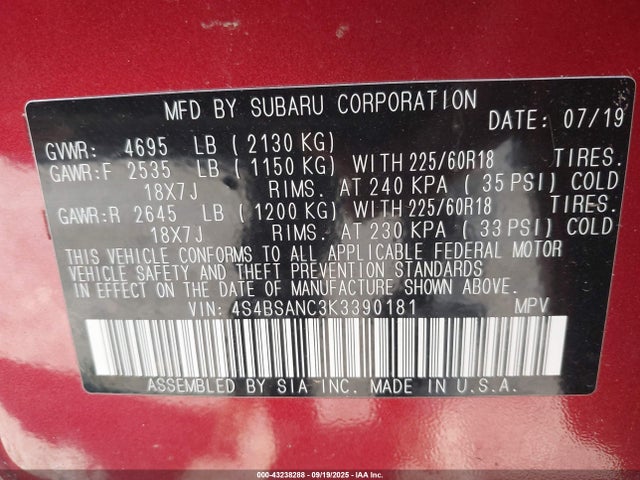 MFD BY SUBARU CORPORATION DATE: 07/19
GVWR: 4695 LB ( 2130 KG)
GAWR:F 2535 LB ( 1150 KG) WITH 225/60R18 TIRES.
18X7J RIMS. AT 240 KPA ( 35 PSI) COLD
GAWR:R 2645 LB ( 1200 KG) WITH 225/60R18 TIRES.
18X7J RIMS. AT 230 KPA ( 33 PSI) COLD
THIS VEHICLE CONFORMS TO ALL APPLICABLE FEDERAL MOTOR
VEHICLE SAFETY AND THEFT PREVENTION STANDARDS
IN EFFECT ON THE DATE OF MANUFACTURE SHOWN ABOVE.
VIN: 4S4BSANC3K3390181 MPV
ASSEMBLED BY SIA INC. MADE IN U.S.A.
000-43238288 - 09/19/2025 - IAA Inc.